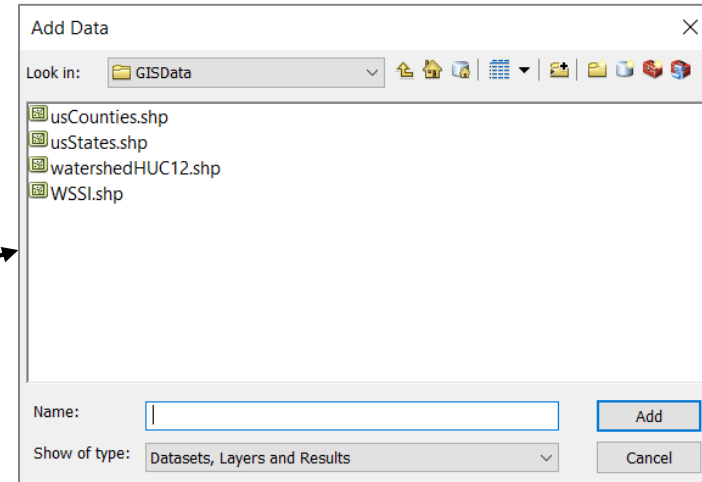 Add Data
Look in: GISData
usCounties.shp
usStates.shp
watershedHUC12.shp
WSSI.shp
Name: Add
Show of type: Datasets, Layers and Results Cancel